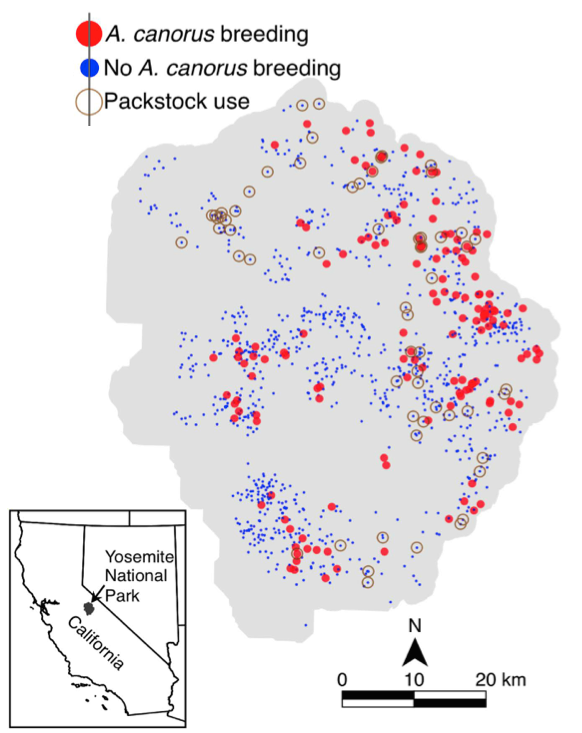 A. canorus breeding
No A. canorus breeding
Packstock use
Yosemite
National
Park
California
N
0 10 20 km